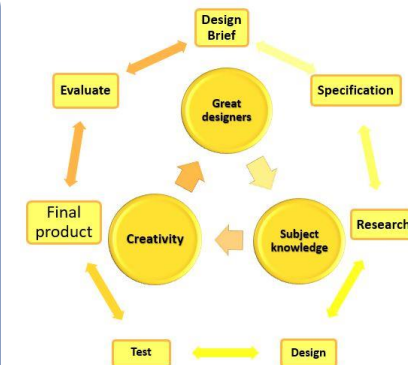 Design
Brief
Evaluate
Specification
Great
designers
Final
product
Creativity
Subject
knowledge
Research
Test
Design